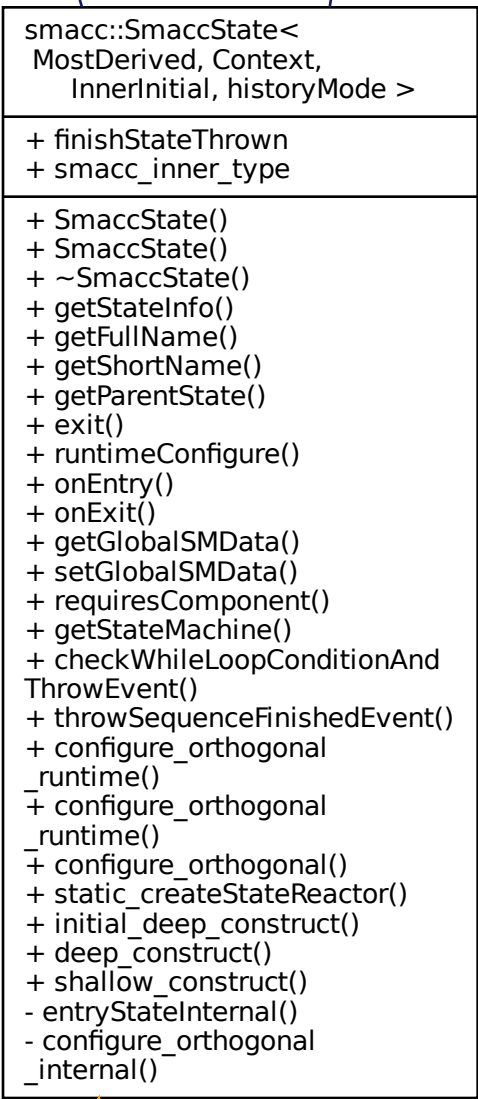 smacc::SmaccState<
MostDerived, Context,
InnerInitial, historyMode >
+ finishStateThrown
+ smacc_inner_type
+ SmaccState()
+ SmaccState()
+ ~SmaccState()
+ getStateInfo()
+ getFullName()
+ getShortName()
+ getParentState()
+ exit()
+ runtimeConfigure()
+ onEntry()
+ onExit()
+ getGlobalSMData()
+ setGlobalSMData()
+ requiresComponent()
+ getStateMachine()
+ checkWhileLoopConditionAnd
ThrowEvent()
+ throwSequenceFinishedEvent()
+ configure_orthogonal
_runtime()
+ configure_orthogonal
_runtime()
+ configure_orthogonal()
+ static_createStateReactor()
+ initial_deep_construct()
+ deep_construct()
+ shallow_construct()
- entryStateInternal()
- configure_orthogonal
_internal()